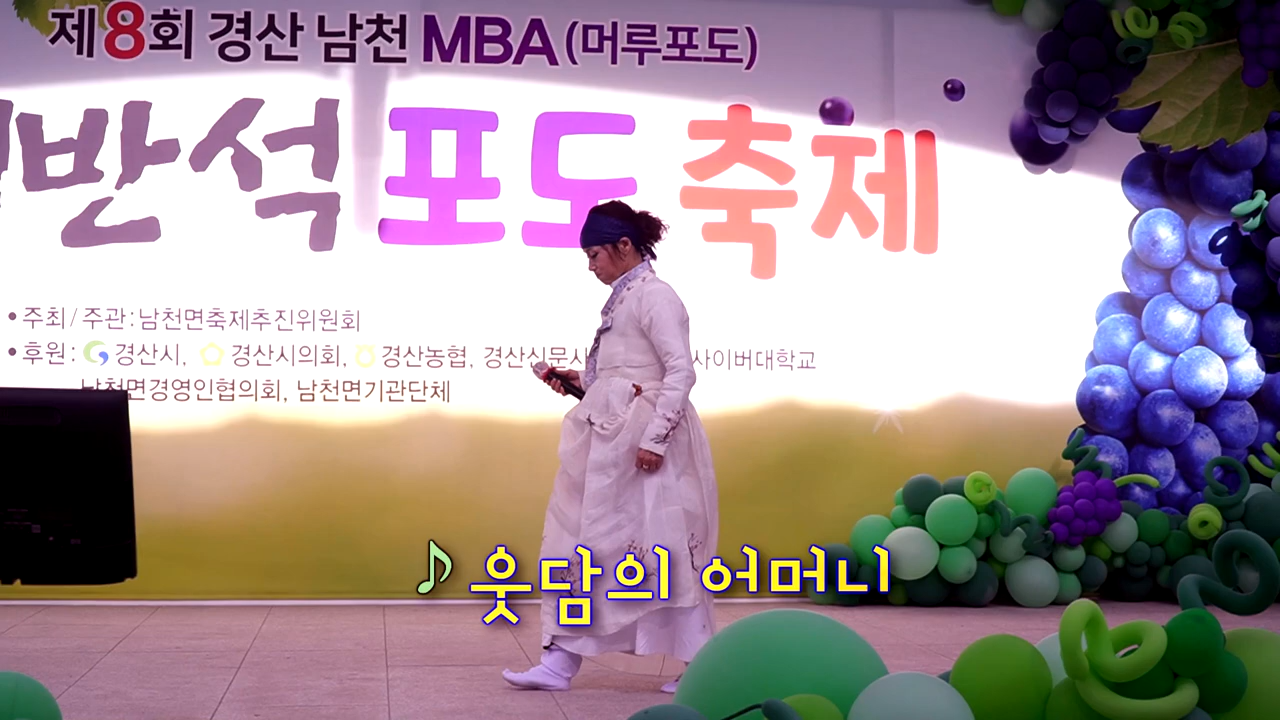 제8회 경산 남천 MBA(머루포도)
반석 포도 축제
• 주최/주관:남천면축제추진위원회
• 후원: 경산시, 경산시의회, 경산농협, 경산신문사 사이버대학교
남천면경영인협의회, 남천면기관단체
♪ 웃담의 어머니